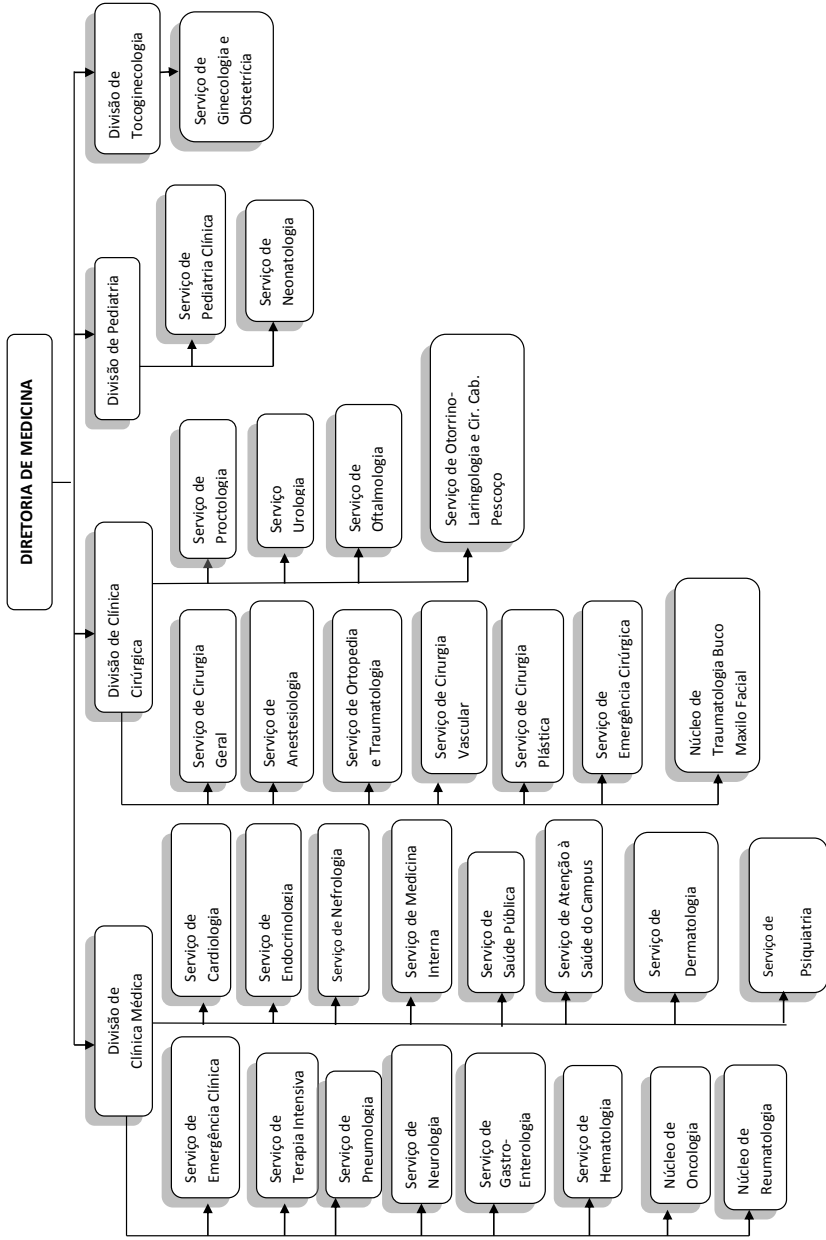 DIRETORIA DE MEDICINA
Divisão de
Clínica Médica
Serviço de
Emergência Clínica
Serviço de
Terapia Intensiva
Serviço de
Pneumologia
Serviço de
Neurologia
Serviço de
Gastro-
Enterologia
Serviço de
Hematologia
Núcleo de
Oncologia
Núcleo de
Reumatologia
Serviço de
Cardiologia
Serviço de
Endocrinologia
Serviço de Nefrologia
Serviço de Medicina
Interna
Serviço de
Saúde Pública
Serviço de Atenção à
Saúde do Campus
Serviço de
Dermatologia
Serviço de
Psiquiatria
Divisão de Clínica
Cirúrgica
Serviço de Cirurgia
Geral
Serviço de
Anestesiologia
Serviço de Ortopedia
e Traumatologia
Serviço de Cirurgia
Vascular
Serviço de Cirurgia
Plástica
Serviço de
Emergência Cirúrgica
Núcleo de
Traumatologia Buco
Maxilo Facial
Serviço de
Proctologia
Serviço
Urologia
Serviço de
Oftalmologia
Serviço de Otorrino-
Laringologia e Cir. Cab.
Pescoço
Divisão de Pediatria
Serviço de
Pediatria Clínica
Serviço de
Neonatologia
Divisão de
Tocoginecologia
Serviço de
Ginecologia e
Obstetrícia